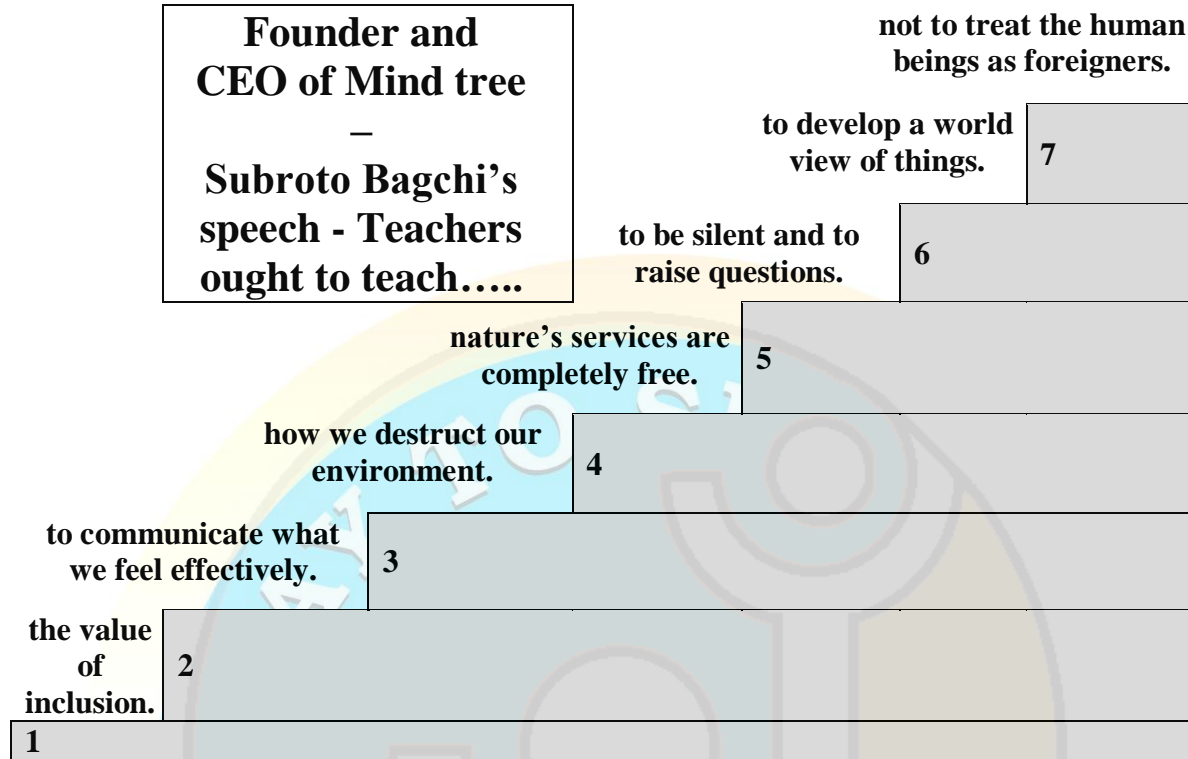 Founder and
CEO of Mind tree
–
Subroto Bagchi’s
speech - Teachers
ought to teach…..
not to treat the human
beings as foreigners.
to develop a world
view of things.
7
to be silent and to
raise questions.
6
nature’s services are
completely free.
5
how we destruct our
environment.
4
to communicate what
we feel effectively.
3
the value
of
inclusion.
2
1
AY TO S